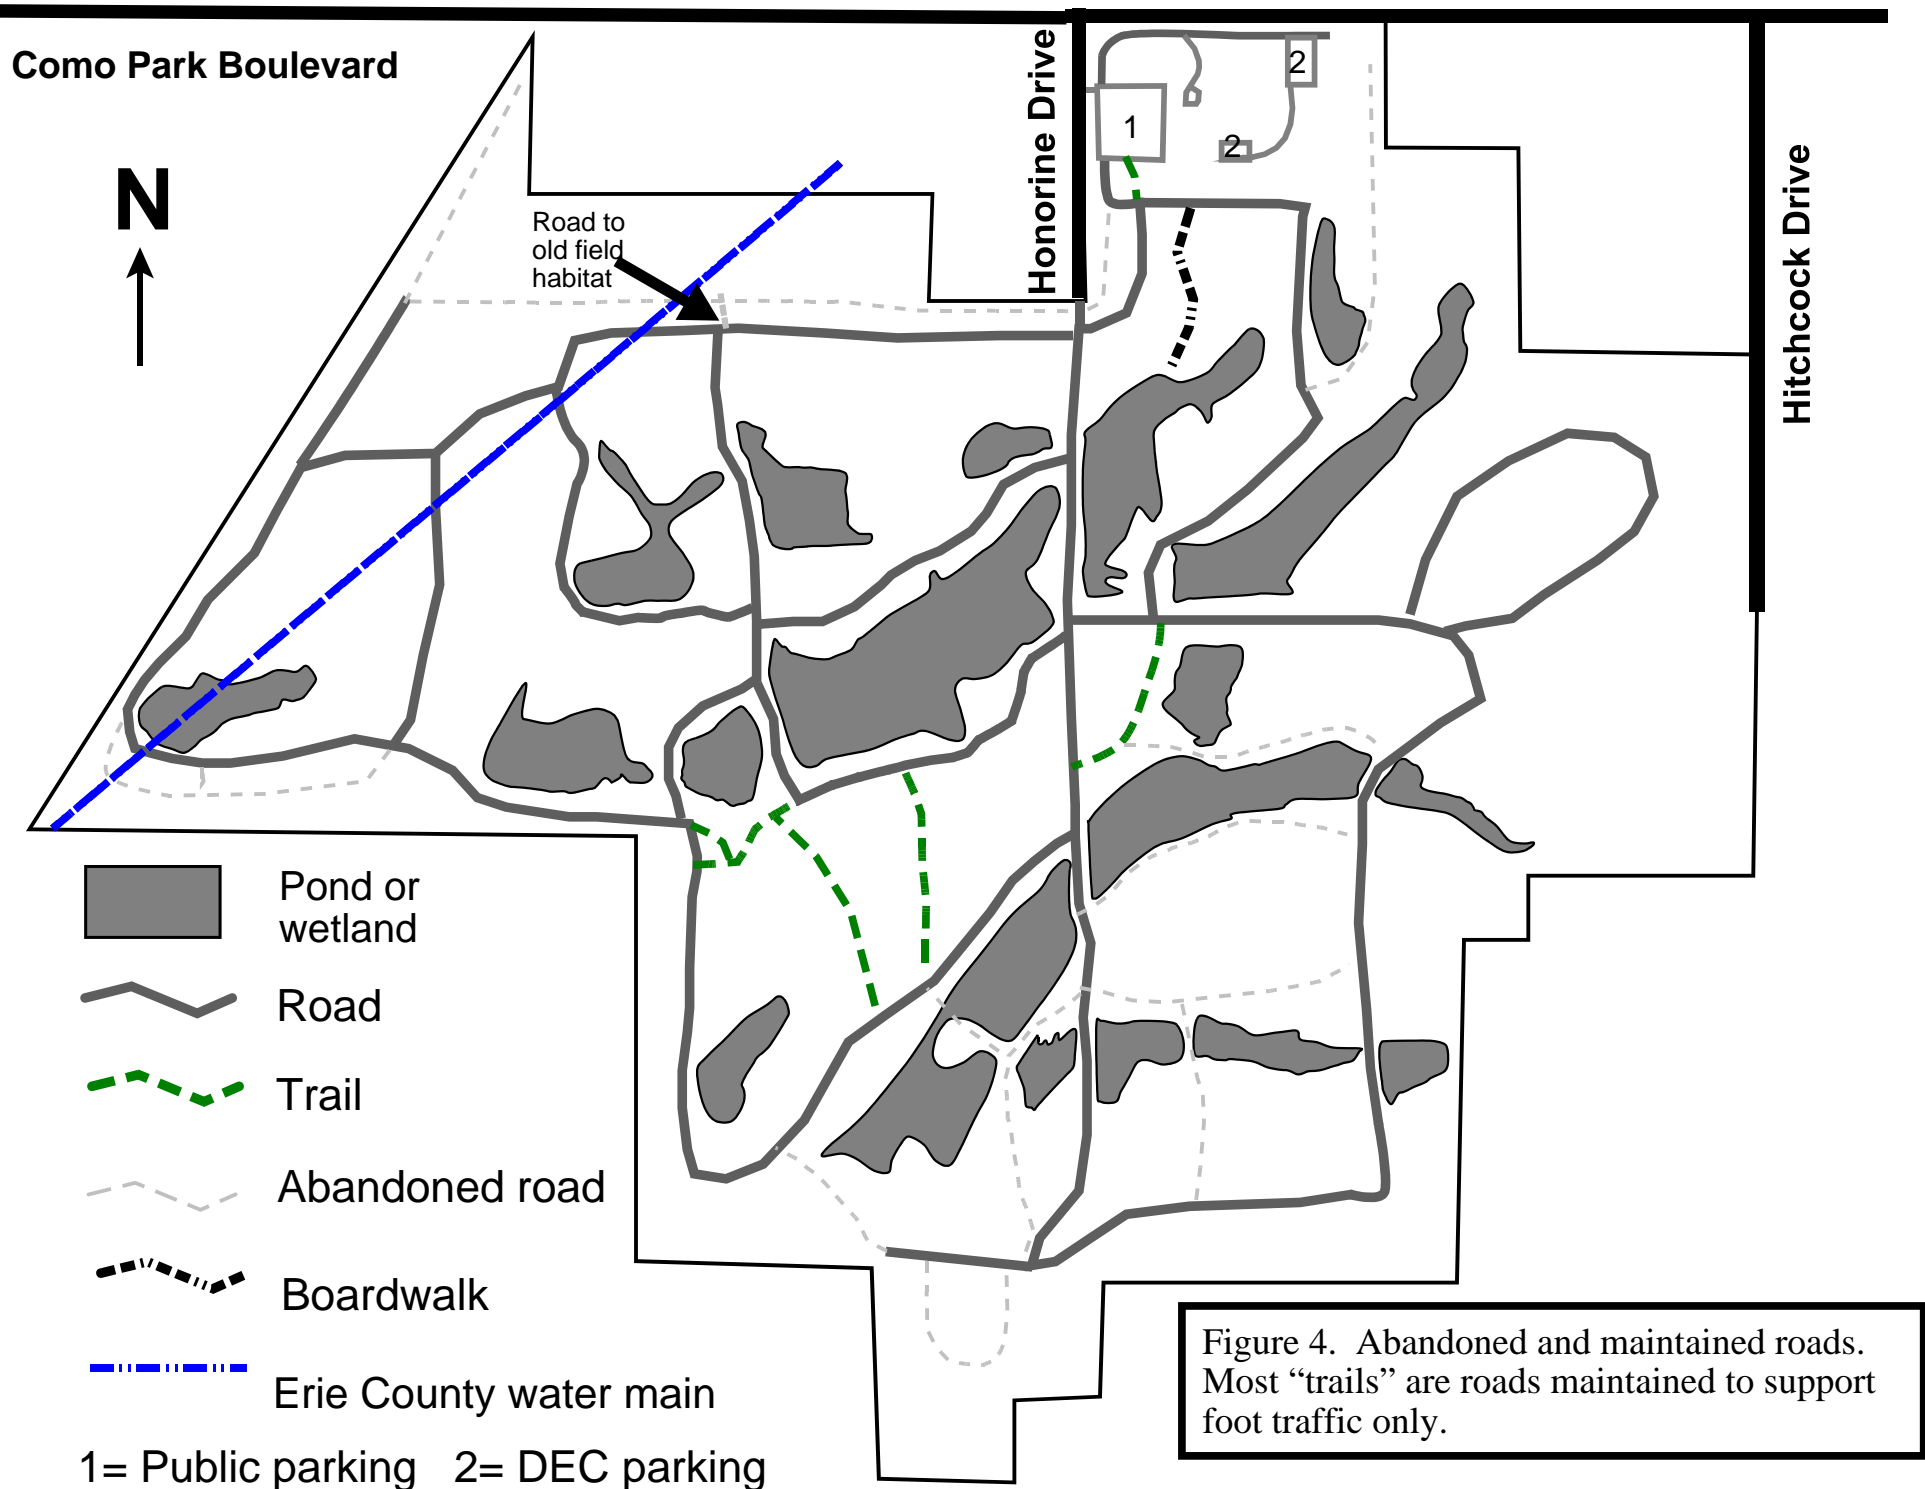 Como Park Boulevard
Honorine Drive
Hitchcock Drive
2
1
2
N
Road to
old field
habitat
Pond or
wetland
Road
Trail
Abandoned road
Boardwalk
Erie County water main
1= Public parking   2= DEC parking
Figure 4.  Abandoned and maintained roads.
Most “trails” are roads maintained to support
foot traffic only.